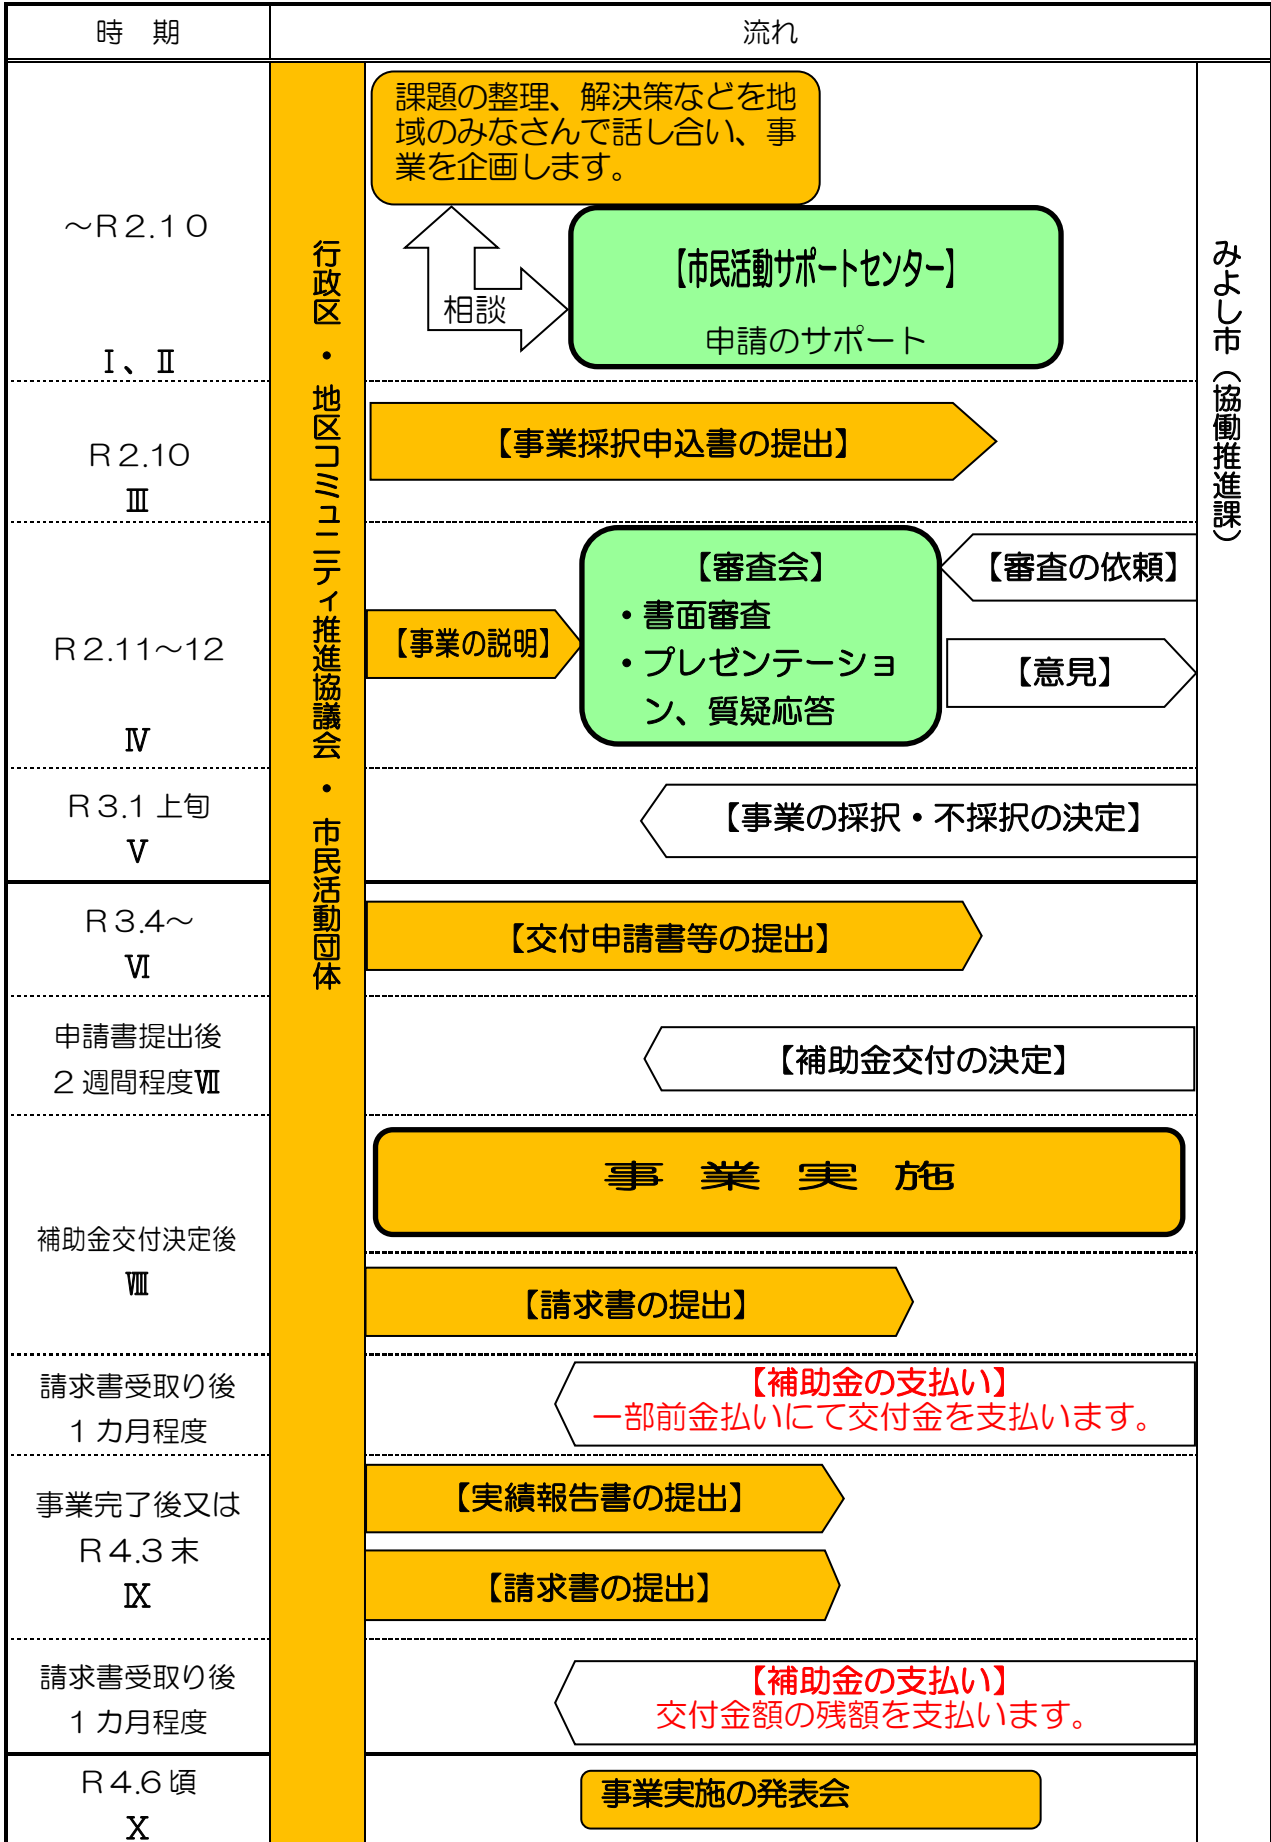 時　期
流れ
行政区・地区コミュニティ推進協議会・市民活動団体
みよし市（協働推進課）
～R２.１０
Ⅰ、Ⅱ
課題の整理、解決策などを地
域のみなさんで話し合い、事
業を企画します。
相談
【市民活動サポートセンター】
申請のサポート
R２.10
Ⅲ
【事業採択申込書の提出】
R２.11～12
Ⅳ
【事業の説明】
【審査会】
・書面審査
・プレゼンテーショ
ン、質疑応答
【審査の依頼】
【意見】
R３.１上旬
Ⅴ
【事業の採択・不採択の決定】
R３.4～
Ⅵ
【交付申請書等の提出】
申請書提出後
２週間程度Ⅶ
【補助金交付の決定】
補助金交付決定後
Ⅷ
事　業　実　施
【請求書の提出】
請求書受取り後
１カ月程度
【補助金の支払い】
一部前金払いにて交付金を支払います。
事業完了後又は
R４.３末
Ⅸ
【実績報告書の提出】
【請求書の提出】
請求書受取り後
１カ月程度
【補助金の支払い】
交付金額の残額を支払います。
R４.６頃
Ⅹ
事業実施の発表会